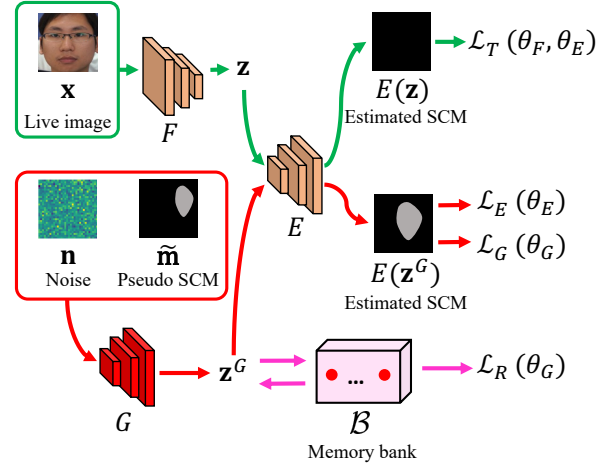 x
Live image
F
z
E(z)
Estimated SCM
ℒ_T (θ_F, θ_E)
E
n
Noise
m̃
Pseudo SCM
E(z^G)
Estimated SCM
ℒ_E (θ_E)
ℒ_G (θ_G)
G
z^G
...
ℬ
Memory bank
ℒ_R (θ_G)